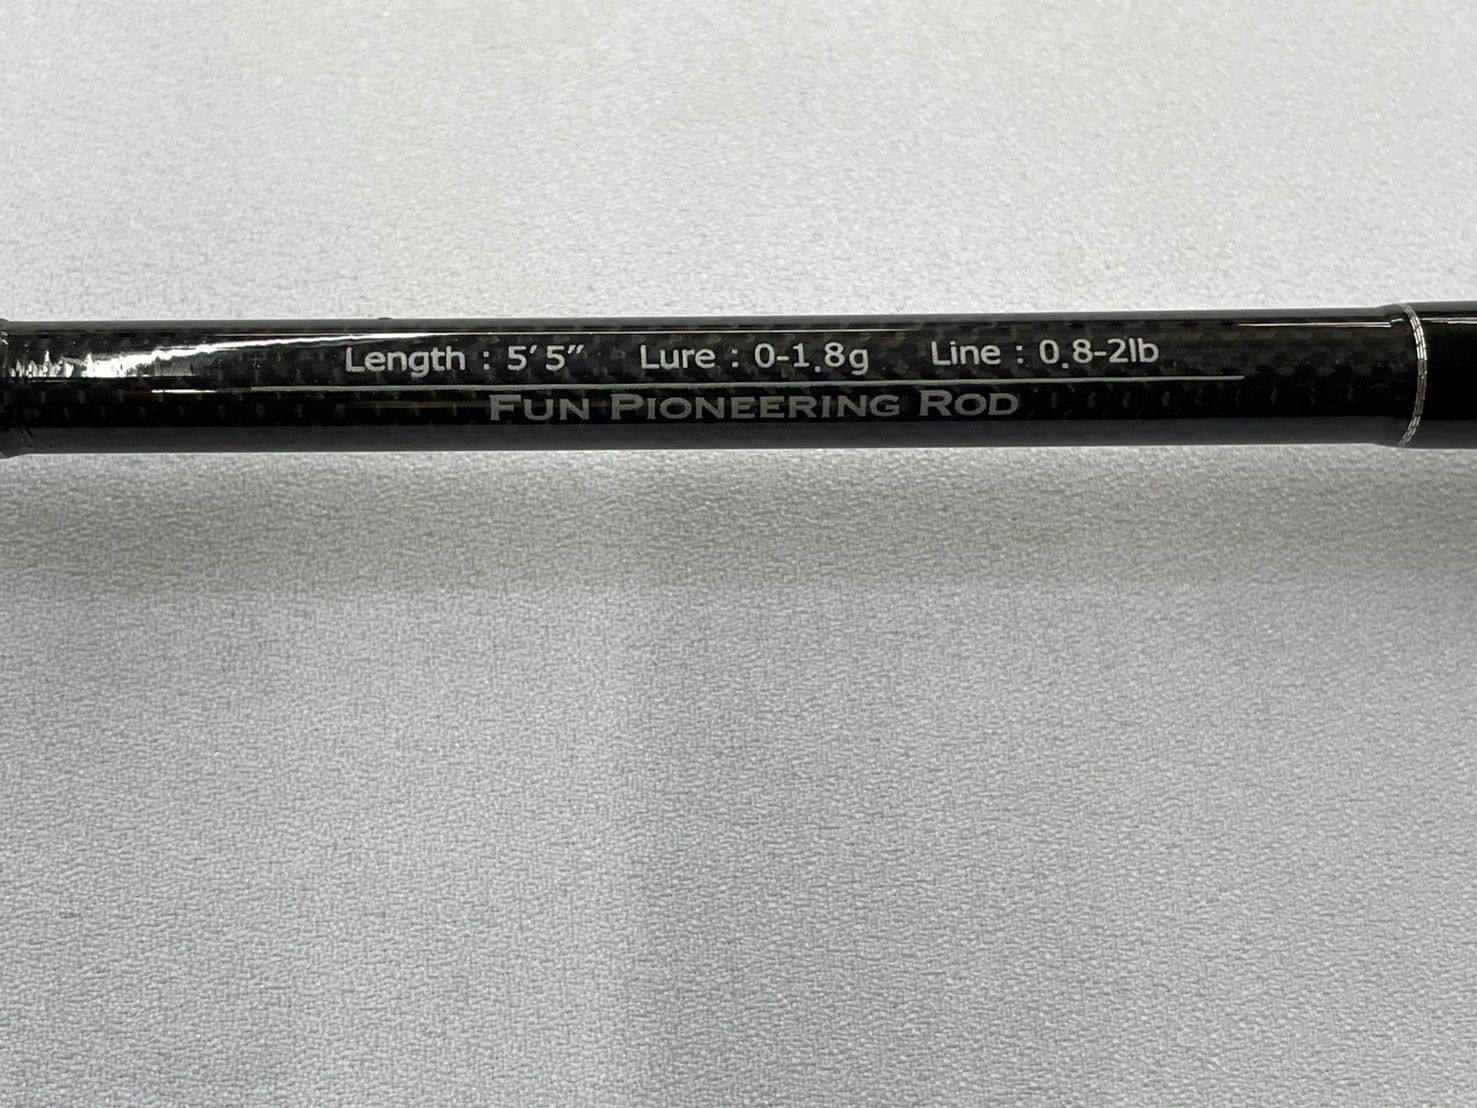 Length : 5'5" Lure : 0-1.8g Line : 0.8-2lb
FUN PIONEERING ROD